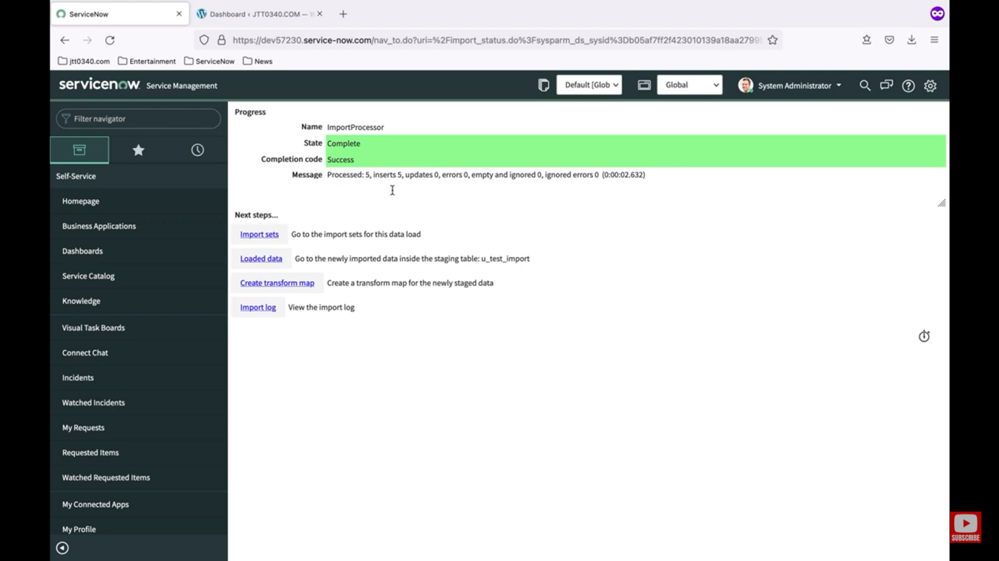 ServiceNow
Dashboard ‹ JTT0340.COM —
https://dev57230.service-now.com/nav_to.do?uri=%2Fimport_status.do%3Fsysparm_ds_sysid%3Db05af7ff2f423010139a18aa2799
jtt0340.com Entertainment ServiceNow News
servicenow Service Management Default [Glob Global System Administrator
Filter navigator
Self-Service
Homepage
Business Applications
Dashboards
Service Catalog
Knowledge
Visual Task Boards
Connect Chat
Incidents
Watched Incidents
My Requests
Requested Items
Watched Requested Items
My Connected Apps
My Profile
Progress
Name ImportProcessor
State Complete
Completion code Success
Message Processed: 5, inserts 5, updates 0, errors 0, empty and ignored 0, ignored errors 0 (0:00:02.632)
Next steps...
Import sets Go to the import sets for this data load
Loaded data Go to the newly imported data inside the staging table: u_test_import
Create transform map Create a transform map for the newly staged data
Import log View the import log
SUBSCRIBE